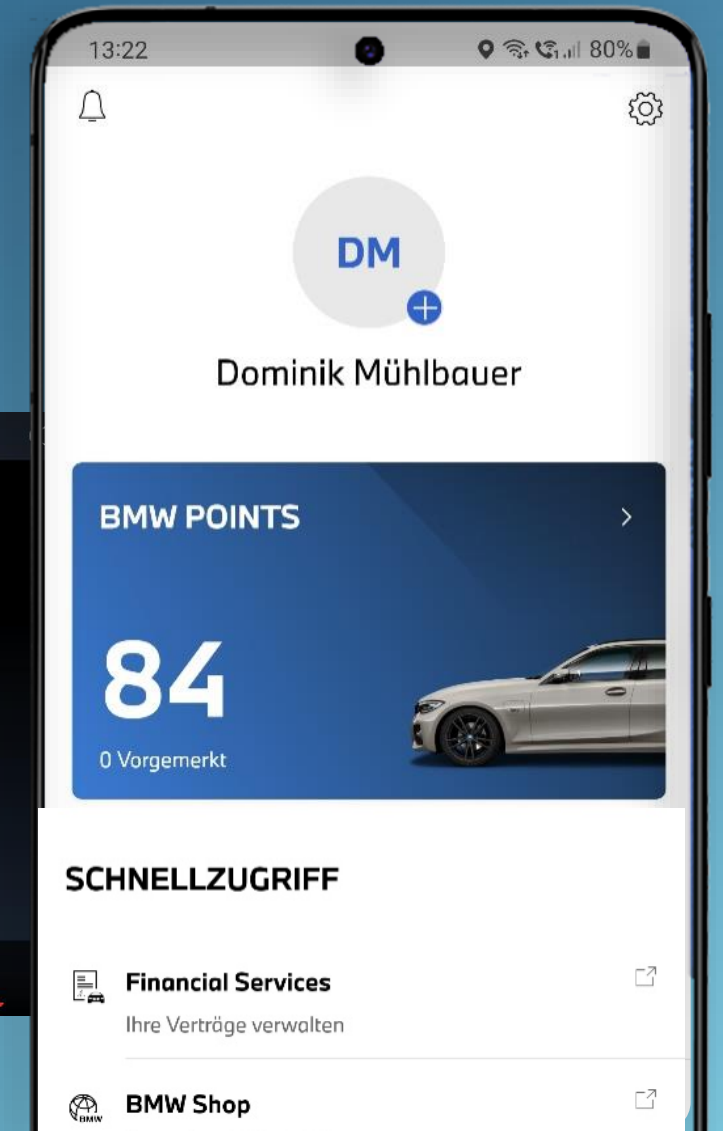 13:22
80%
DM
Dominik Mühlbauer
BMW POINTS
84
0 Vorgemerkt
SCHNELLZUGRIFF
Financial Services
Ihre Verträge verwalten
BMW
BMW Shop